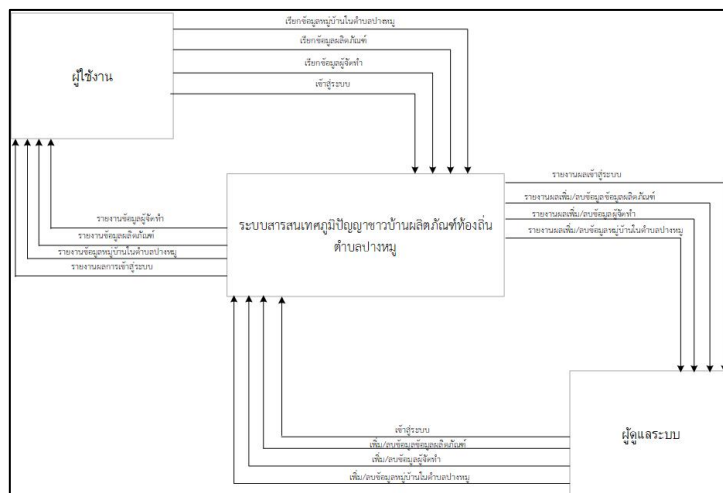 เรียกข้อมูลหมู่บ้านในตำบลปางหมู
เรียกข้อมูลผลิตภัณฑ์
เรียกข้อมูลผู้จัดทำ
เข้าสู่ระบบ
ผู้ใช้งาน
รายงานผลเข้าสู่ระบบ
รายงานผลเพิ่ม/ลบข้อมูลข้อมูลผลิตภัณฑ์
รายงานผลเพิ่ม/ลบข้อมูลผู้จัดทำ
รายงานผลเพิ่ม/ลบข้อมูลหมู่บ้านในตำบลปางหมู
ระบบสารสนเทศภูมิปัญญาชาวบ้านผลิตภัณฑ์ท้องถิ่น
ตำบลปางหมู
รายงานข้อมูลผู้จัดทำ
รายงานข้อมูลผลิตภัณฑ์
รายงานข้อมูลหมู่บ้านในตำบลปางหมู
รายงานผลการเข้าสู่ระบบ
เข้าสู่ระบบ
เพิ่ม/ลบข้อมูลข้อมูลผลิตภัณฑ์
เพิ่ม/ลบข้อมูลผู้จัดทำ
เพิ่ม/ลบข้อมูลหมู่บ้านในตำบลปางหมู
ผู้ดูแลระบบ